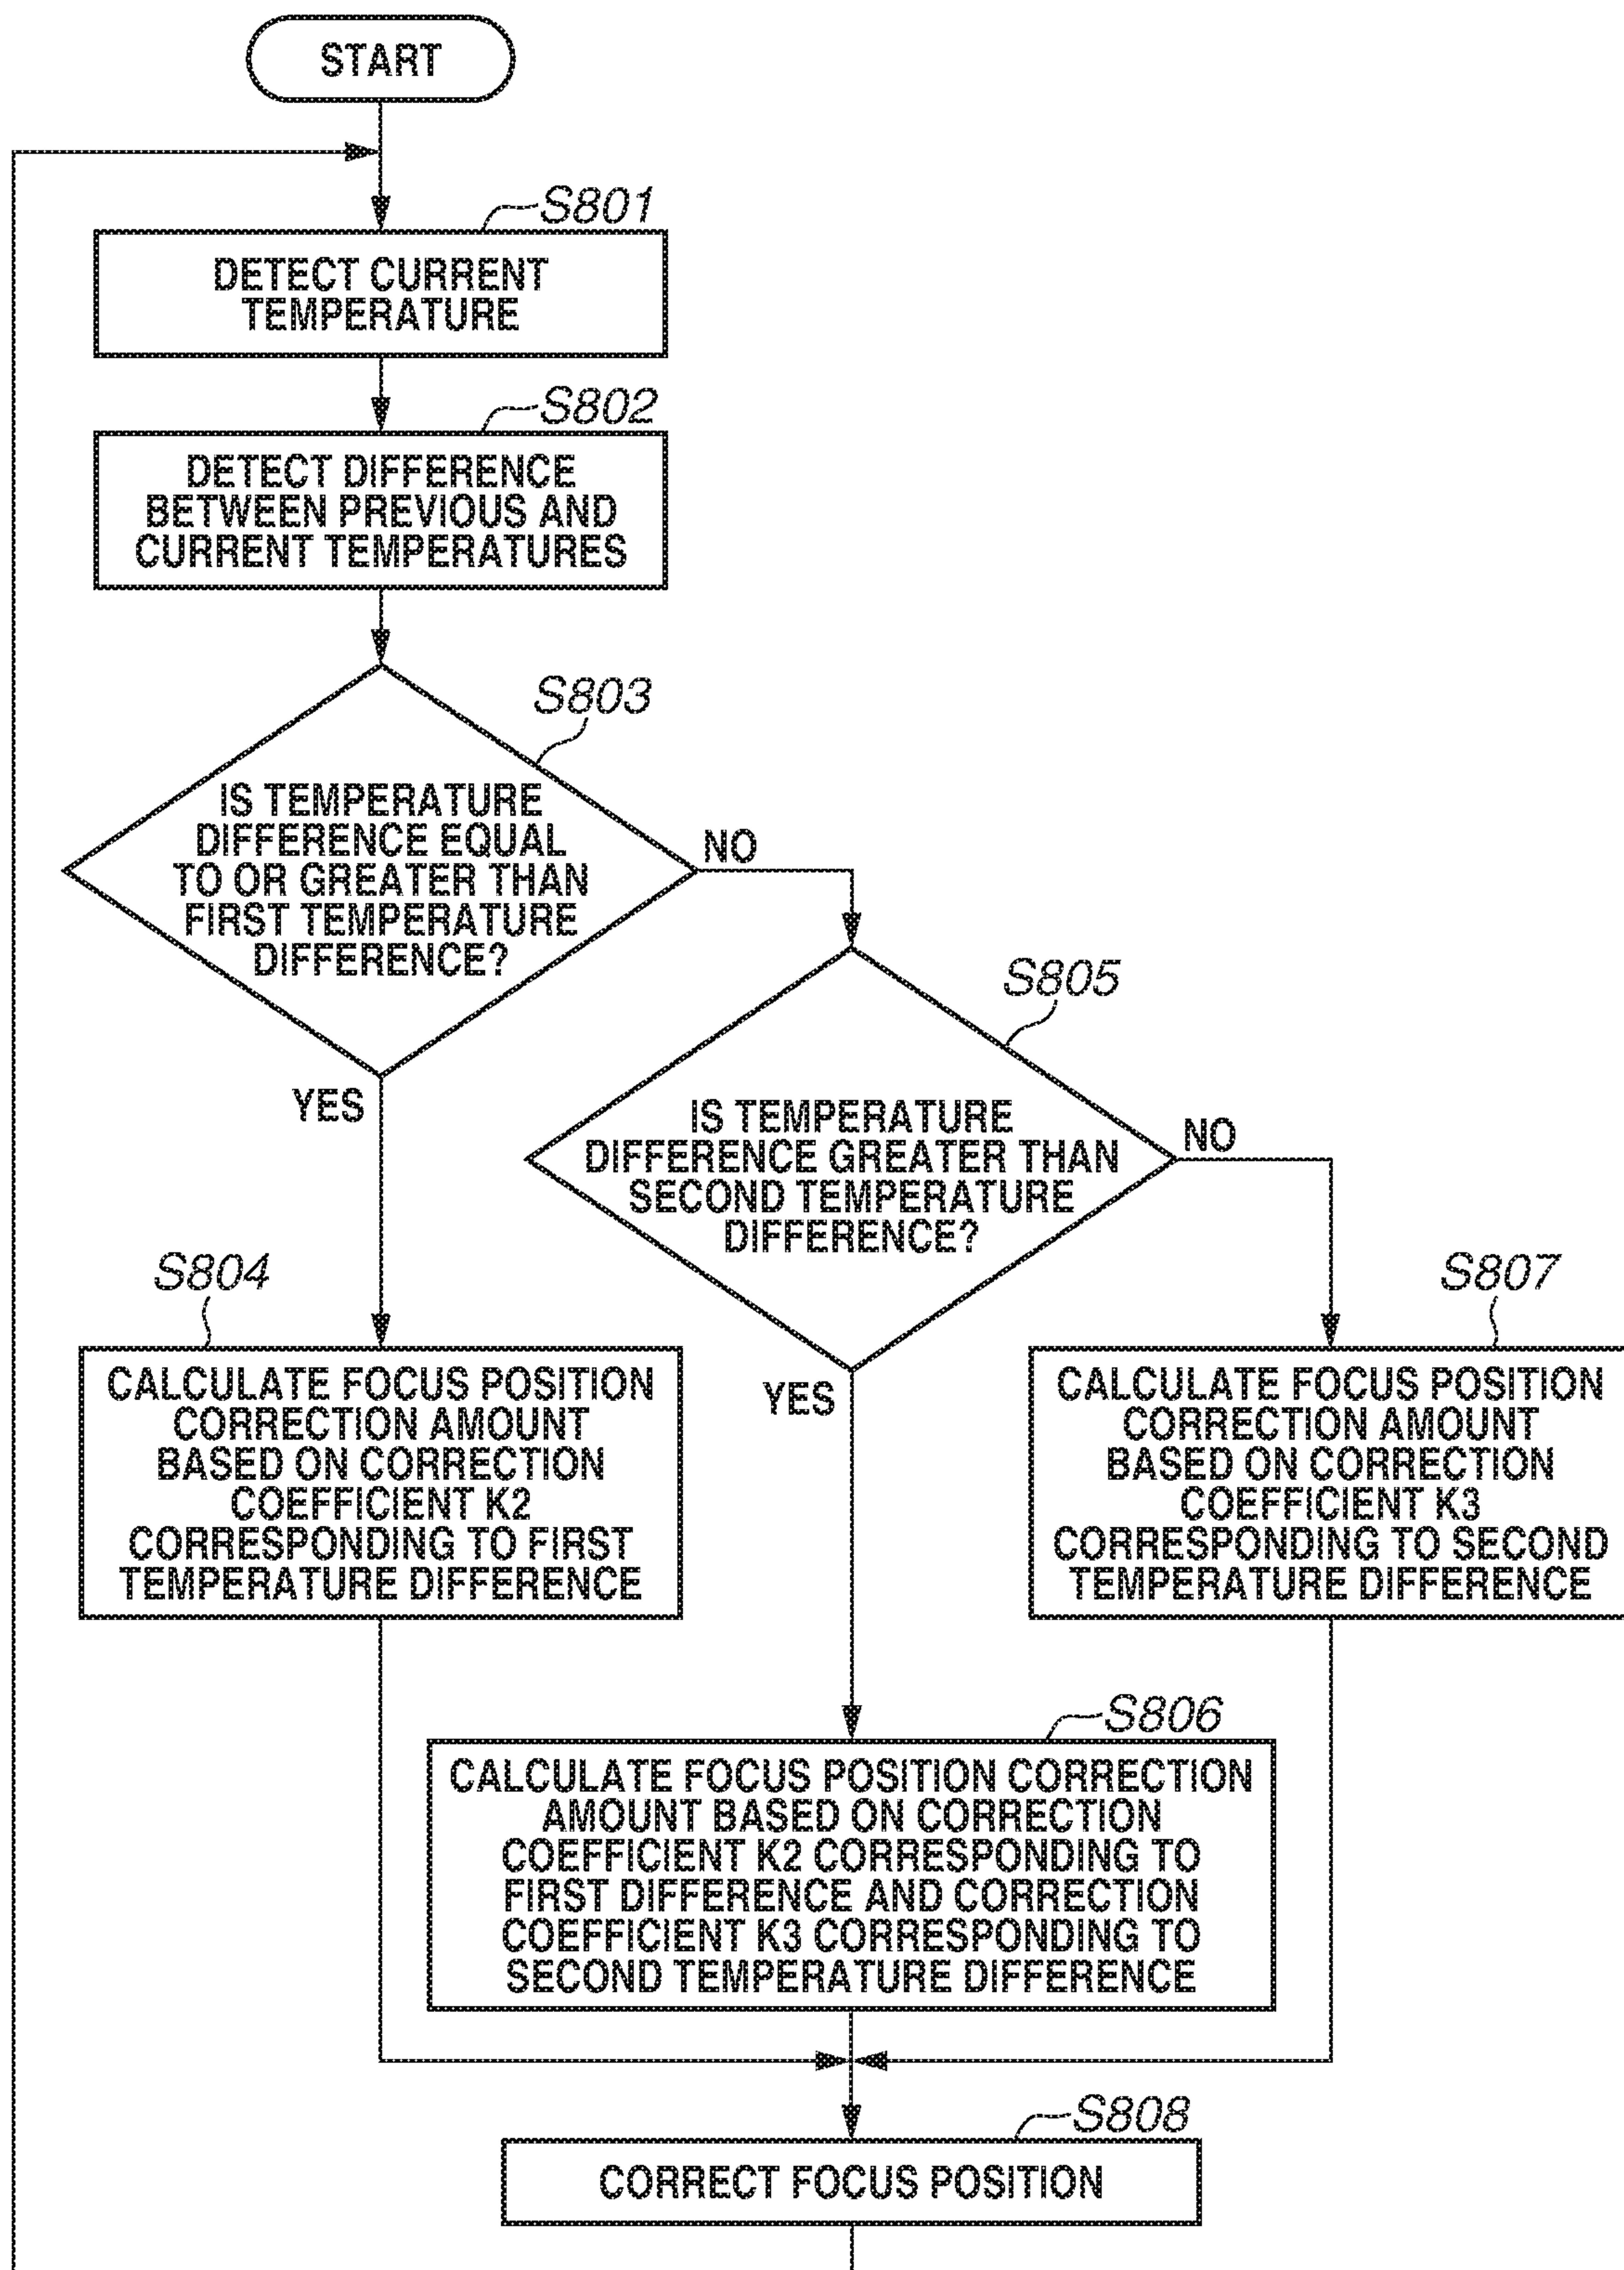 START
S801
DETECT CURRENT
TEMPERATURE
S802
DETECT DIFFERENCE
BETWEEN PREVIOUS AND
CURRENT TEMPERATURES
S803
IS TEMPERATURE
DIFFERENCE EQUAL
TO OR GREATER THAN
FIRST TEMPERATURE
DIFFERENCE?
NO
YES
S805
IS TEMPERATURE
DIFFERENCE GREATER THAN
SECOND TEMPERATURE
DIFFERENCE?
NO
YES
S804
CALCULATE FOCUS POSITION
CORRECTION AMOUNT
BASED ON CORRECTION
COEFFICIENT K2
CORRESPONDING TO FIRST
TEMPERATURE DIFFERENCE
S807
CALCULATE FOCUS POSITION
CORRECTION AMOUNT
BASED ON CORRECTION
COEFFICIENT K3
CORRESPONDING TO SECOND
TEMPERATURE DIFFERENCE
S806
CALCULATE FOCUS POSITION CORRECTION
AMOUNT BASED ON CORRECTION
COEFFICIENT K2 CORRESPONDING TO
FIRST DIFFERENCE AND CORRECTION
COEFFICIENT K3 CORRESPONDING TO
SECOND TEMPERATURE DIFFERENCE
S808
CORRECT FOCUS POSITION